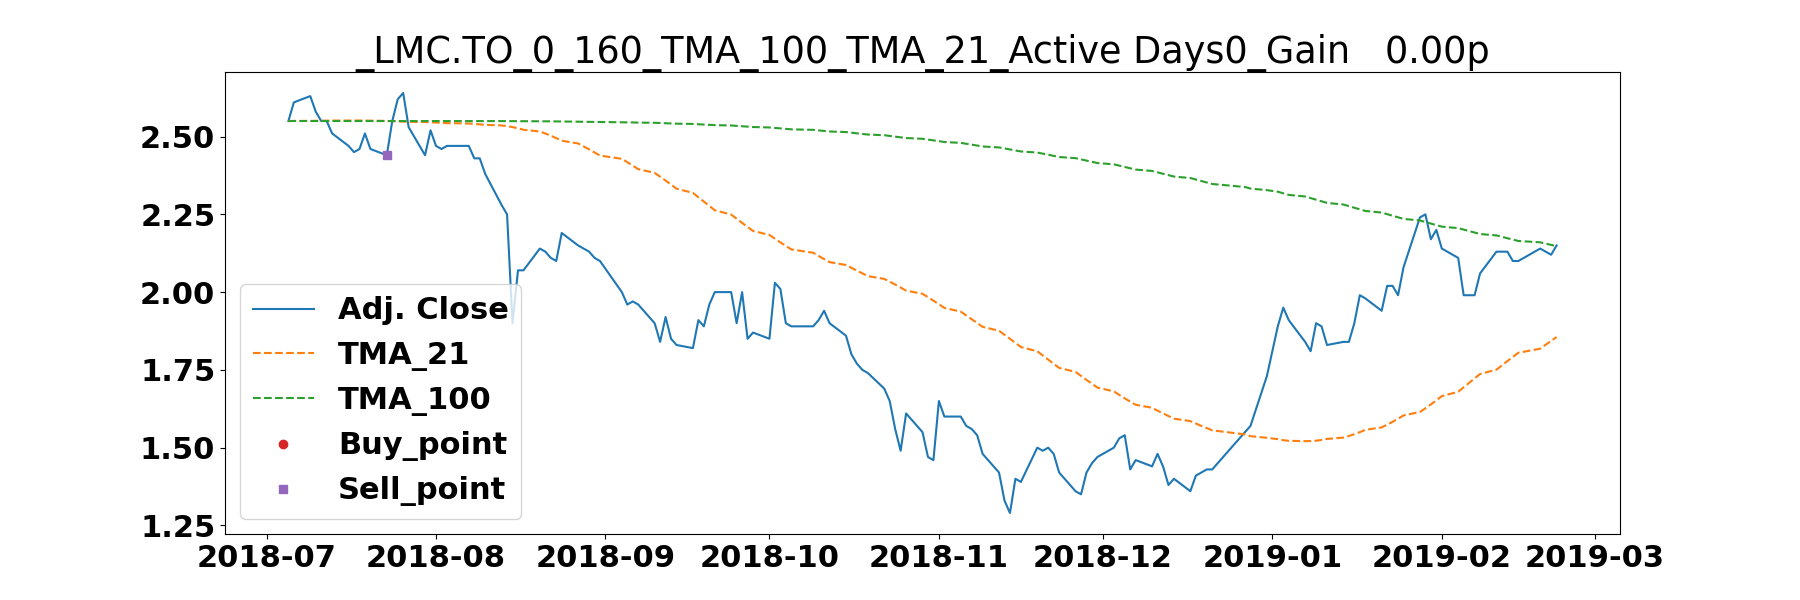 _LMC.TO_0_160_TMA_100_TMA_21_Active Days0_Gain   0.00p
2.50
2.25
2.00
1.75
1.50
1.25
Adj. Close
TMA_21
TMA_100
Buy_point
Sell_point
2018-07 2018-08 2018-09 2018-10 2018-11 2018-12 2019-01 2019-02 2019-03